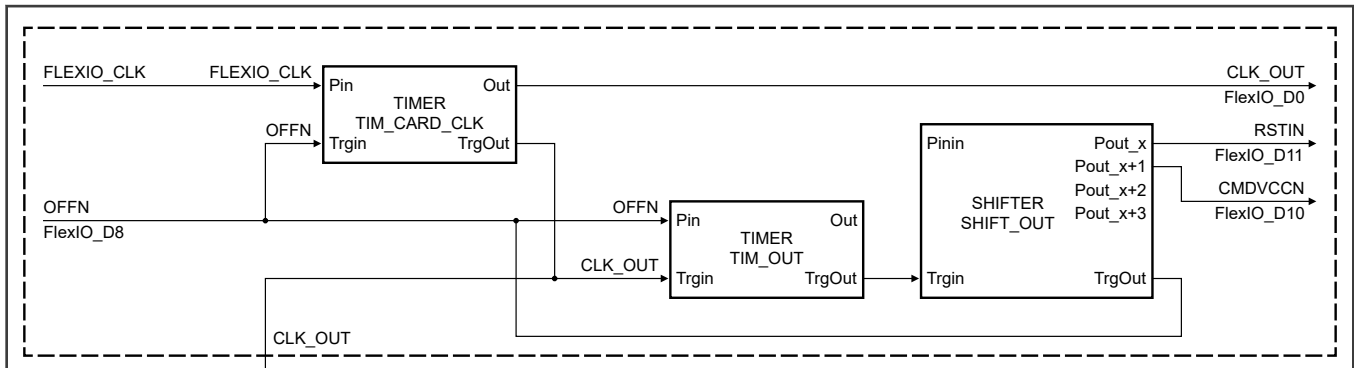 FLEXIO_CLK
FLEXIO_CLK
Pin
Out
TIMER
TIM_CARD_CLK
OFFN
Trgin
TrgOut
CLK_OUT
FlexIO_D0
Pinin
Pout_x
Pout_x+1
Pout_x+2
Pout_x+3
SHIFTER
SHIFT_OUT
Trgin
TrgOut
RSTIN
FlexIO_D11
CMDVCCN
FlexIO_D10
OFFN
FlexIO_D8
OFFN
Pin
Out
TIMER
TIM_OUT
CLK_OUT
Trgin
TrgOut
CLK_OUT